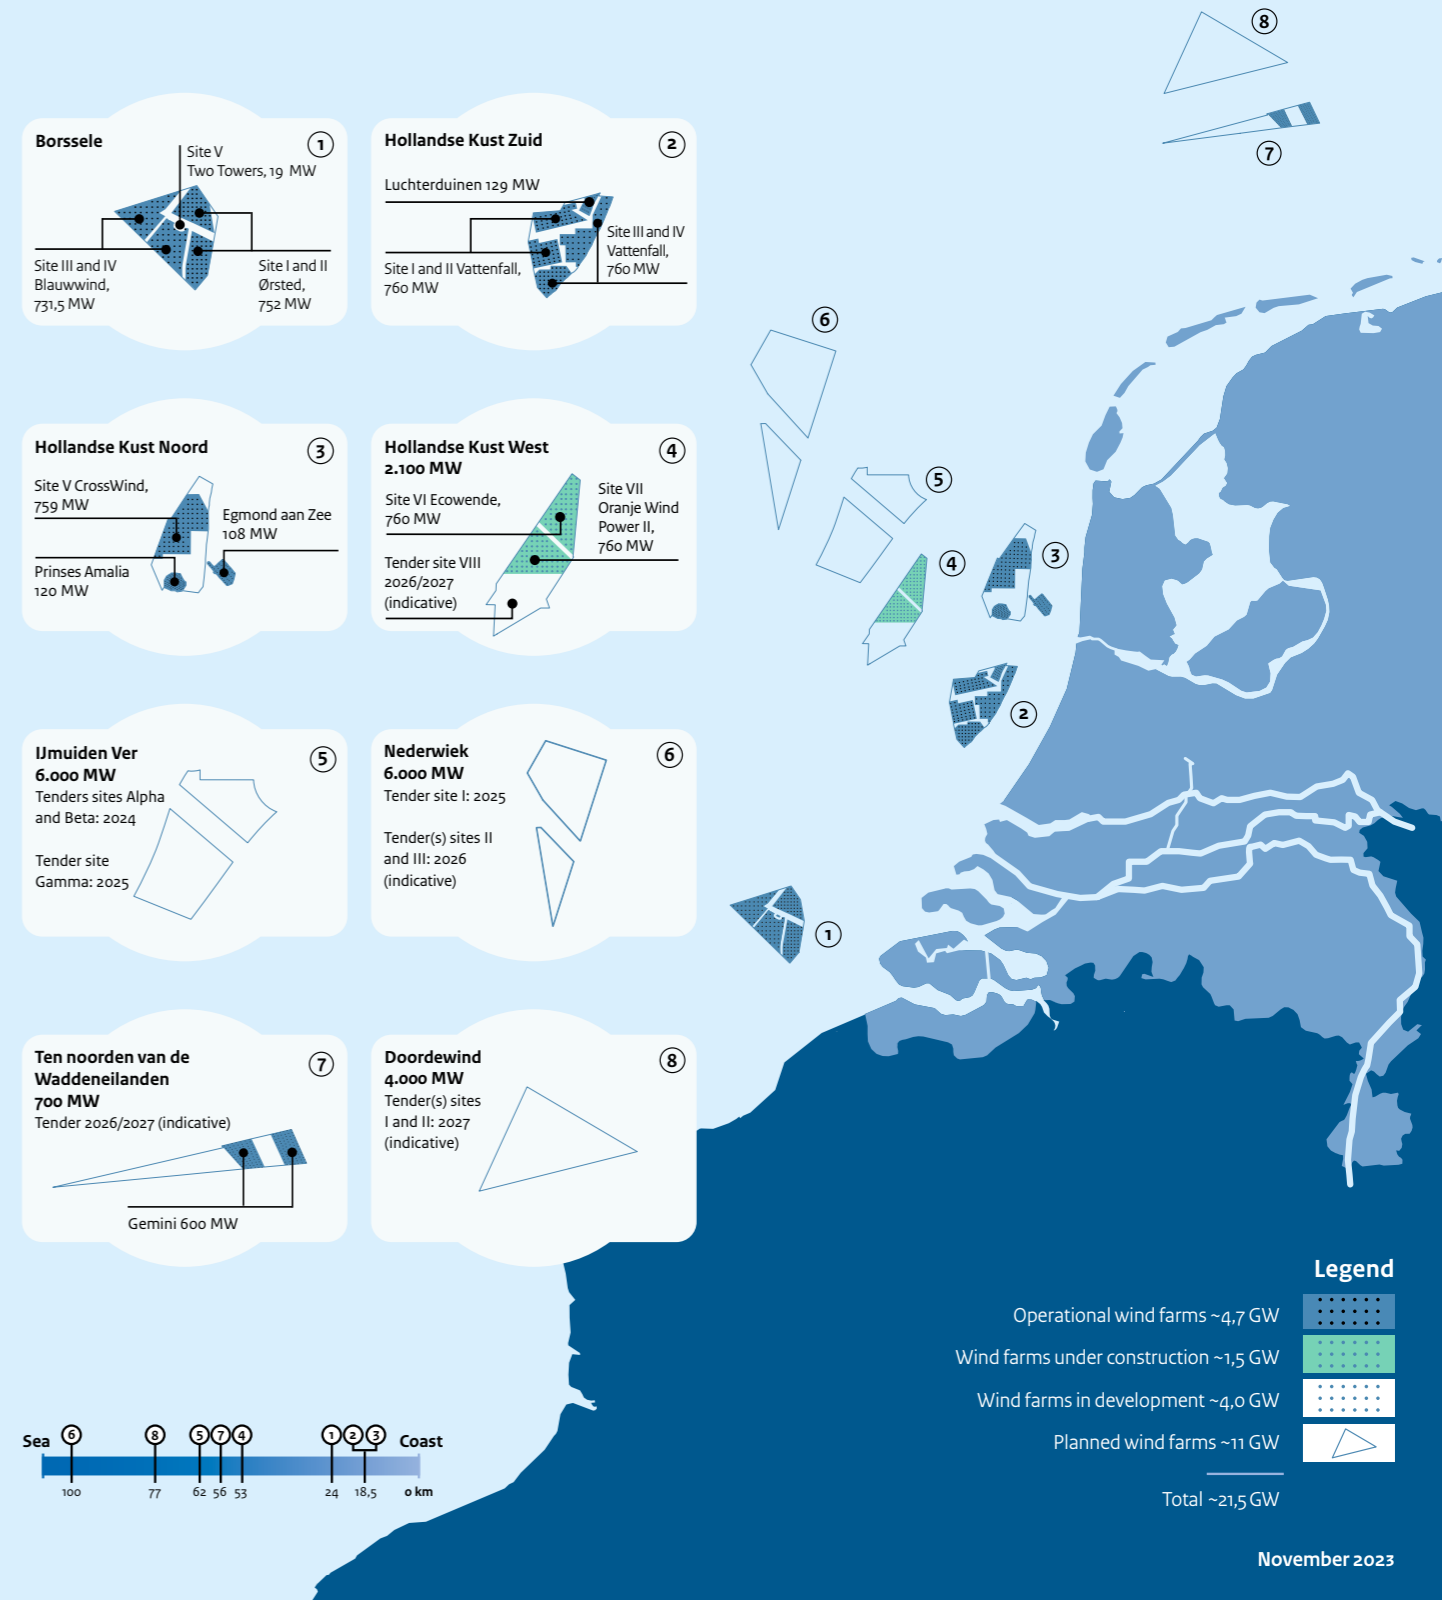 Borssele
1
Site V
Two Towers, 19 MW
Site III and IV
Blauwwind,
731,5 MW
Site I and II
Ørsted,
752 MW
Hollandse Kust Zuid
2
Luchterduinen 129 MW
Site I and II Vattenfall,
760 MW
Site III and IV
Vattenfall,
760 MW
Hollandse Kust Noord
3
Site V CrossWind,
759 MW
Egmond aan Zee
108 MW
Prinses Amalia
120 MW
Hollandse Kust West
2.100 MW
4
Site VI Ecowende,
760 MW
Site VII
Oranje Wind
Power II,
760 MW
Tender site VIII
2026/2027
(indicative)
IJmuiden Ver
6.000 MW
5
Tenders sites Alpha
and Beta: 2024
Tender site
Gamma: 2025
Nederwiek
6.000 MW
6
Tender site I: 2025
Tender(s) sites II
and III: 2026
(indicative)
Ten noorden van de
Waddeneilanden
700 MW
7
Tender 2026/2027 (indicative)
Gemini 600 MW
Doordewind
4.000 MW
8
Tender(s) sites
I and II: 2027
(indicative)
8
7
6
5
4
3
2
1
Legend
Operational wind farms ~4,7 GW
Wind farms under construction ~1,5 GW
Wind farms in development ~4,0 GW
Planned wind farms ~11 GW
Total ~21,5 GW
November 2023
Sea 6 8 5 7 4 1 2 3 Coast
100 77 62 56 53 24 18,5 0 km